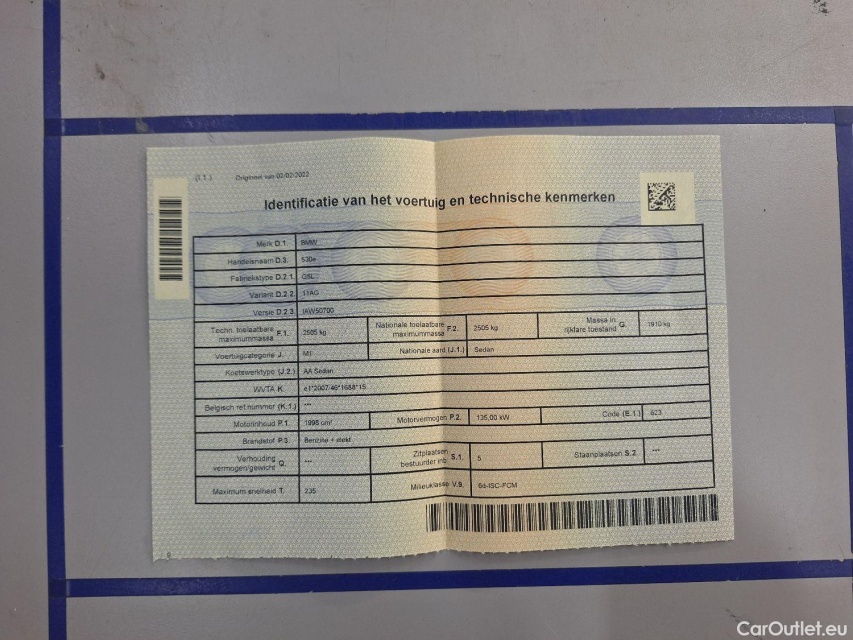 (I.1.) Origineel van 02/02/2022
Identificatie van het voertuig en technische kenmerken
Merk D.1. BMW
Handelsnaam D.3. 530e
Fabriekstype D.2.1. G5L
Variant D.2.2. 11AG
Versie D.2.3. IAW50700
Techn. toelaatbare maximummassa F.1. 2505 kg Nationale toelaatbare maximummassa F.2. 2505 kg Massa in rijklare toestand G. 1910 kg
Voertuigcategorie J. M1 Nationale aard (J.1.) Sedan
Koetswerktype (J.2.) AA Sedan
WVTA K. e1*2007/46*1688*15
Belgisch ref nummer (K.1.) ---
Motorinhoud P.1. 1998 cm³ Motorvermogen P.2. 135,00 kW Code (E.1.) 623
Brandstof P.3. Benzine + elekt
Verhouding vermogen/gewicht Q. --- Zitplaatsen bestuurder inb S.1. 5 Staanplaatsen S.2. ---
Maximum snelheid T. 235 Milieuklasse V.9. 6d-ISC-FCM
CarOutlet.eu